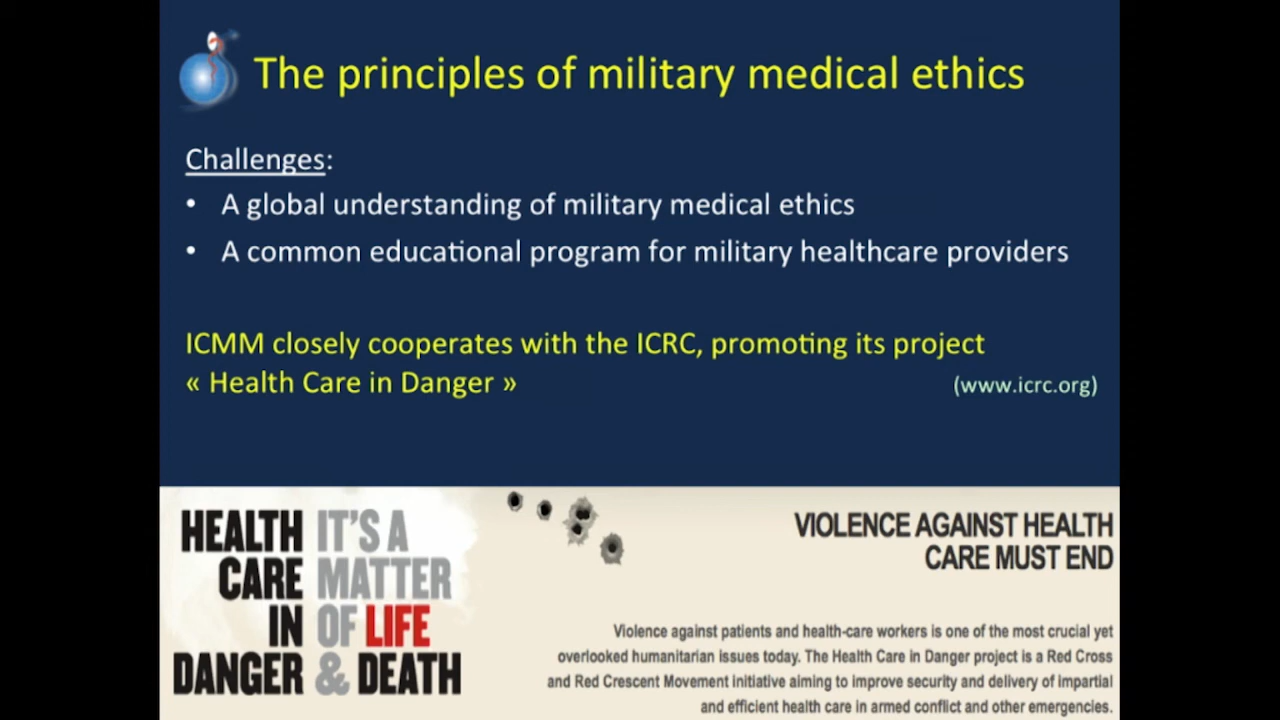 The principles of military medical ethics
Challenges:
• A global understanding of military medical ethics
• A common educational program for military healthcare providers
ICMM closely cooperates with the ICRC, promoting its project
« Health Care in Danger »
(www.icrc.org)
HEALTH IT'S A
CARE MATTER
IN OF LIFE
DANGER & DEATH
VIOLENCE AGAINST HEALTH
CARE MUST END
Violence against patients and health-care workers is one of the most crucial yet
overlooked humanitarian issues today. The Health Care in Danger project is a Red Cross
and Red Crescent Movement initiative aiming to improve security and delivery of impartial
and efficient health care in armed conflict and other emergencies.